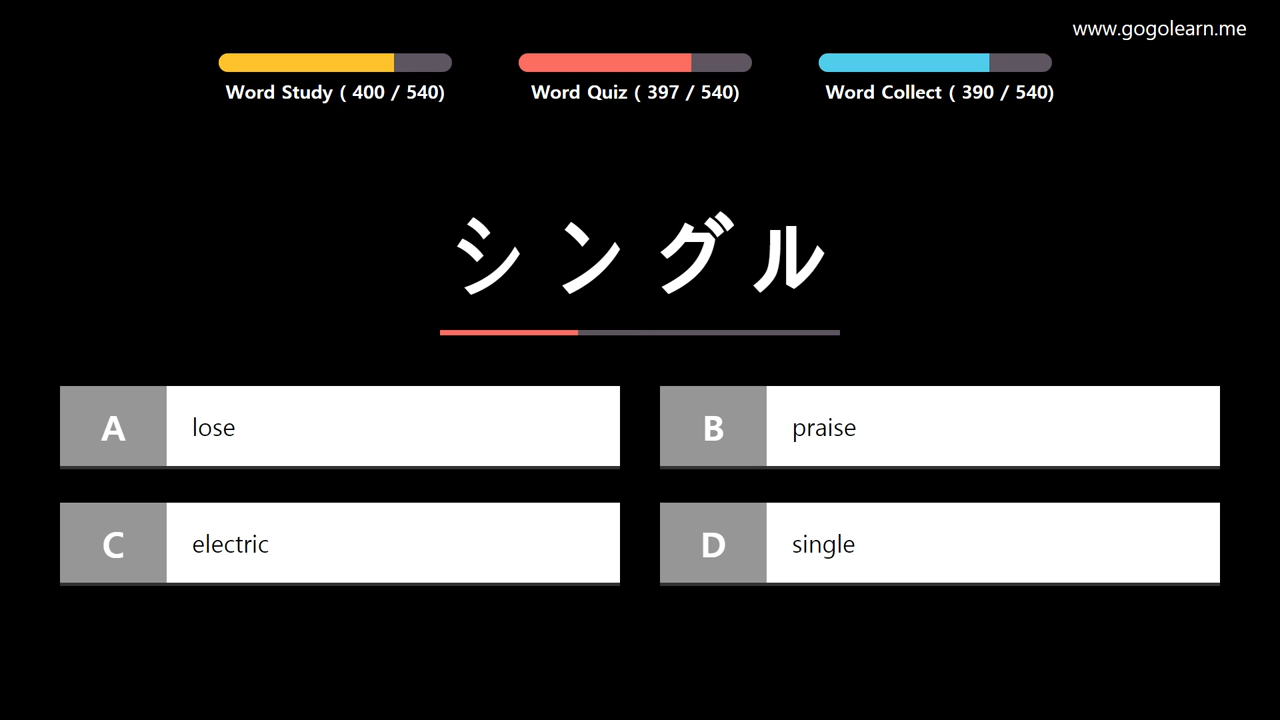 www.gogolearn.me
Word Study ( 400 / 540)
Word Quiz ( 397 / 540)
Word Collect ( 390 / 540)
シングル
A lose
B praise
C electric
D single